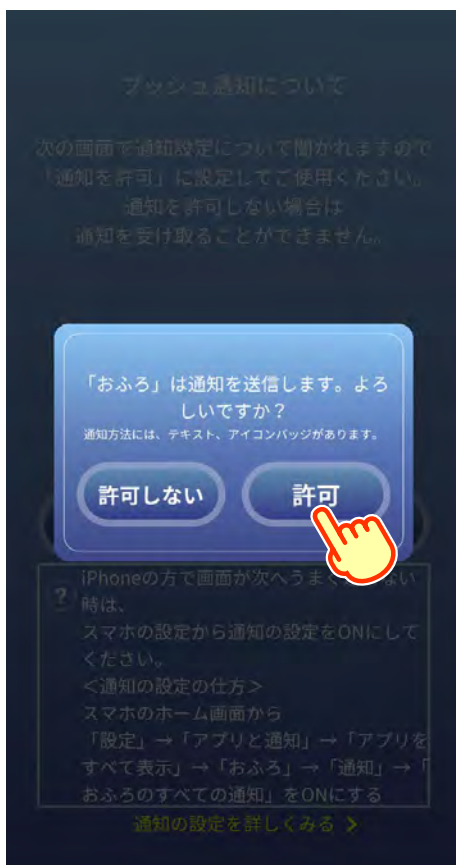 プッシュ通知について
次の画面で通知設定について聞かれますので
「通知を許可」に設定してご使用ください。
通知を許可しない場合は
通知を受け取ることができません。
「おふろ」は通知を送信します。よろ
しいですか？
通知方法には、テキスト、アイコンバッジがあります。
許可しない
許可
iPhoneの方で画面が次へうまく ない
?
時は、
スマホの設定から通知の設定をONにして
ください。
＜通知の設定の仕方＞
スマホのホーム画面から
「設定」→「アプリと通知」→「アプリを
すべて表示」→「おふろ」→「通知」→「
おふろのすべての通知」をONにする
通知の設定を詳しくみる >